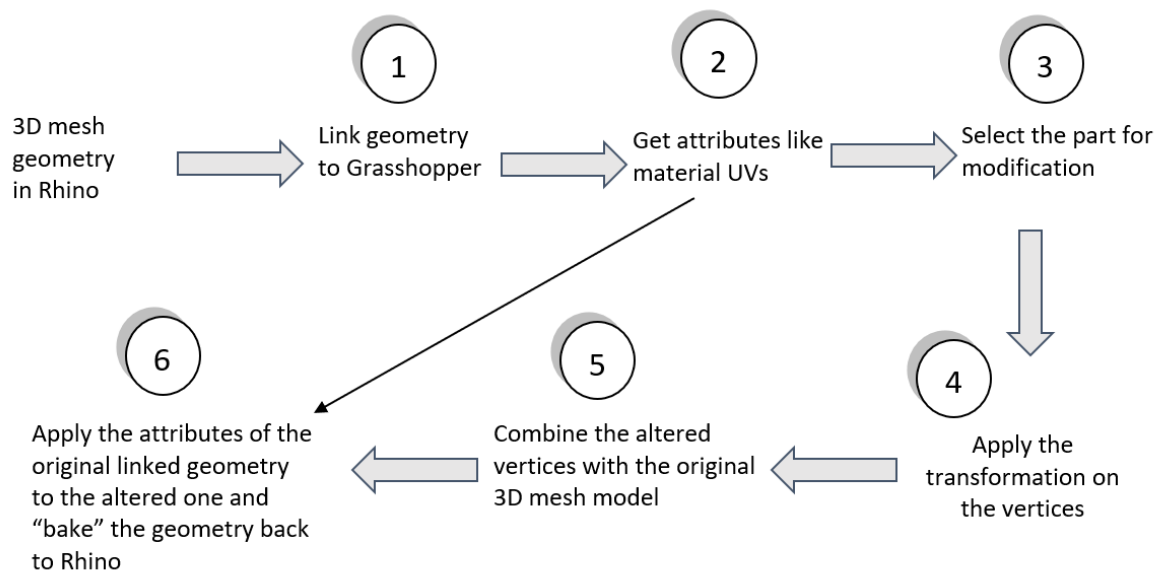 1
2
3
3D mesh
geometry
in Rhino
Link geometry
to Grasshopper
Get attributes like
material UVs
Select the part for
modification
4
Apply the
transformation on
the vertices
5
Combine the altered
vertices with the original
3D mesh model
6
Apply the attributes of the
original linked geometry
to the altered one and
“bake” the geometry back
to Rhino